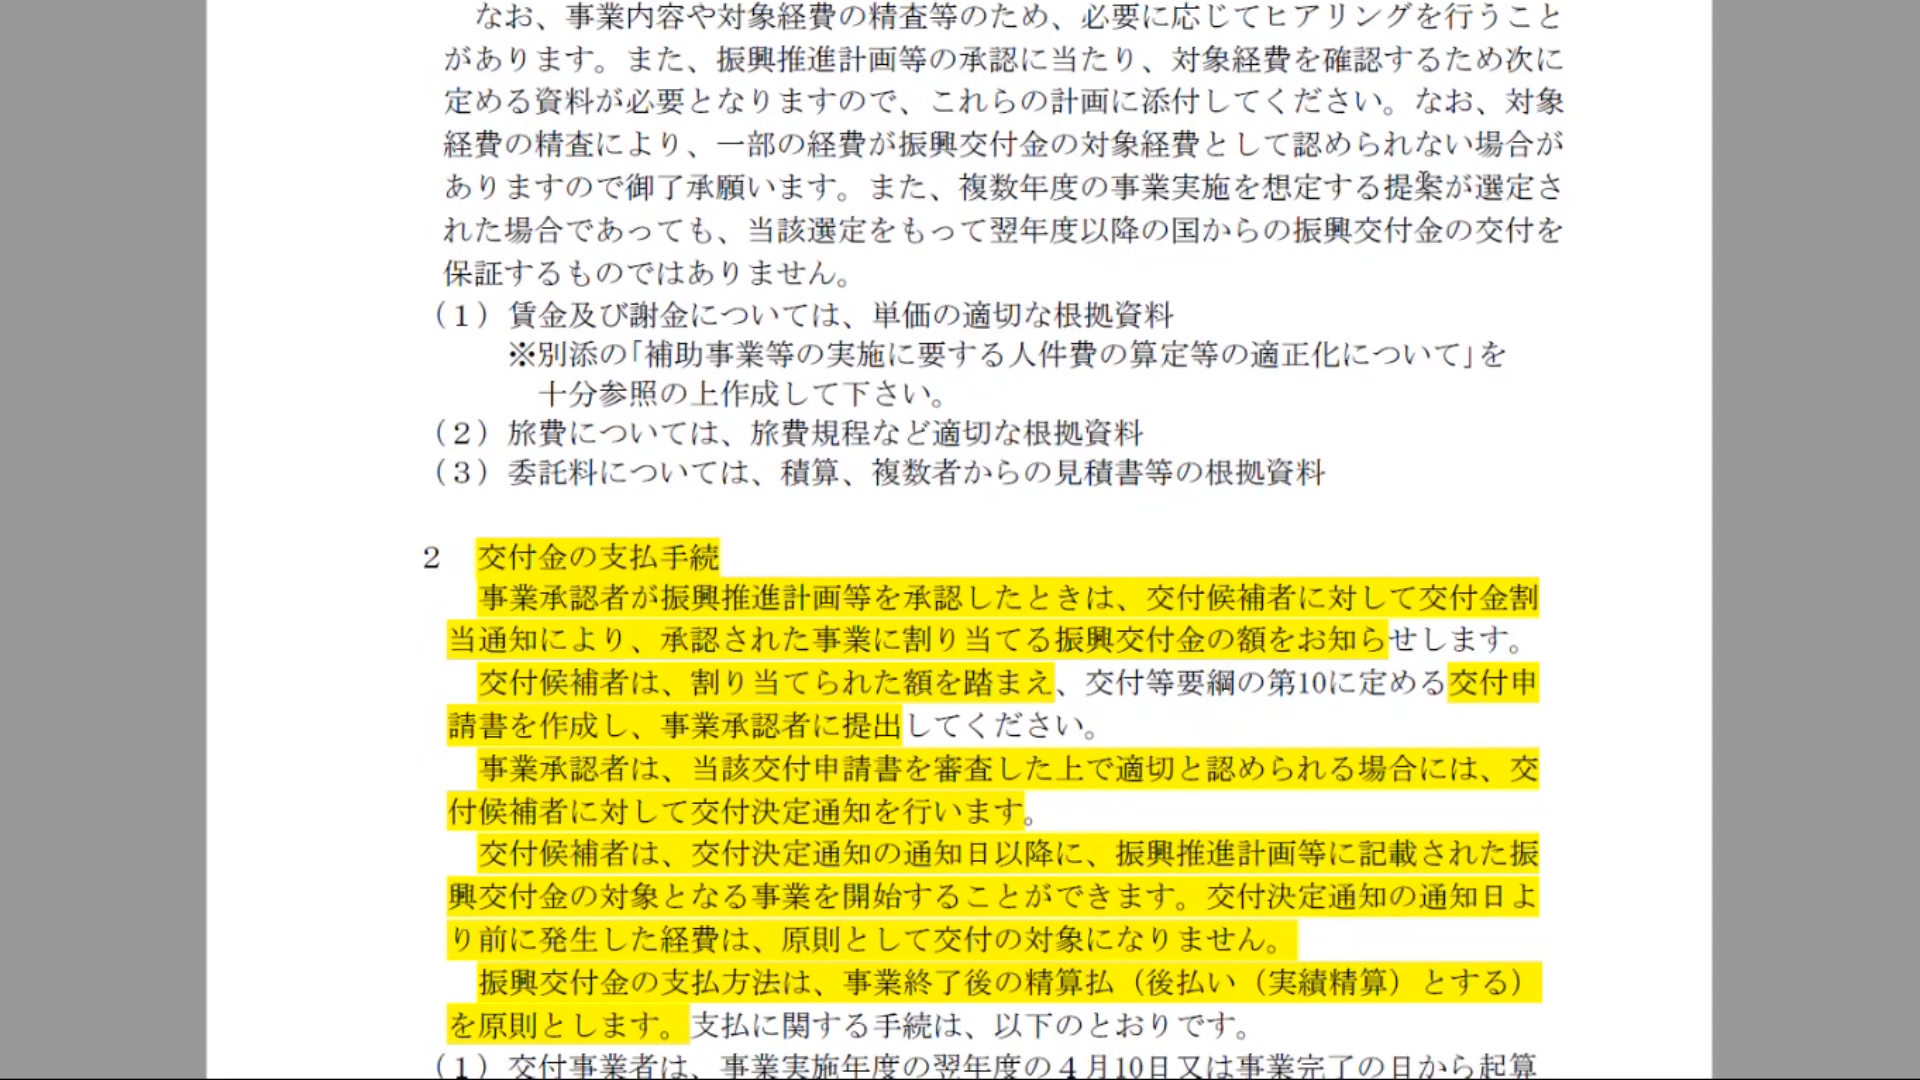 なお、事業内容や対象経費の精査等のため、必要に応じてヒアリングを行うこと
があります。また、振興推進計画等の承認に当たり、対象経費を確認するため次に
定める資料が必要となりますので、これらの計画に添付してください。なお、対象
経費の精査により、一部の経費が振興交付金の対象経費として認められない場合が
ありますので御了承願います。また、複数年度の事業実施を想定する提案が選定さ
れた場合であっても、当該選定をもって翌年度以降の国からの振興交付金の交付を
保証するものではありません。
（１）賃金及び謝金については、単価の適切な根拠資料
※別添の「補助事業等の実施に要する人件費の算定等の適正化について」を
十分参照の上作成して下さい。
（２）旅費については、旅費規程など適切な根拠資料
（３）委託料については、積算、複数者からの見積書等の根拠資料
２　交付金の支払手続
事業承認者が振興推進計画等を承認したときは、交付候補者に対して交付金割
当通知により、承認された事業に割り当てる振興交付金の額をお知らせします。
交付候補者は、割り当てられた額を踏まえ、交付等要綱の第10に定める交付申
請書を作成し、事業承認者に提出してください。
事業承認者は、当該交付申請書を審査した上で適切と認められる場合には、交
付候補者に対して交付決定通知を行います。
交付候補者は、交付決定通知の通知日以降に、振興推進計画等に記載された振
興交付金の対象となる事業を開始することができます。交付決定通知の通知日よ
り前に発生した経費は、原則として交付の対象になりません。
振興交付金の支払方法は、事業終了後の精算払（後払い（実績精算）とする）
を原則とします。支払に関する手続は、以下のとおりです。
（１）交付事業者は、事業実施年度の翌年度の４月10日又は事業完了の日から起算